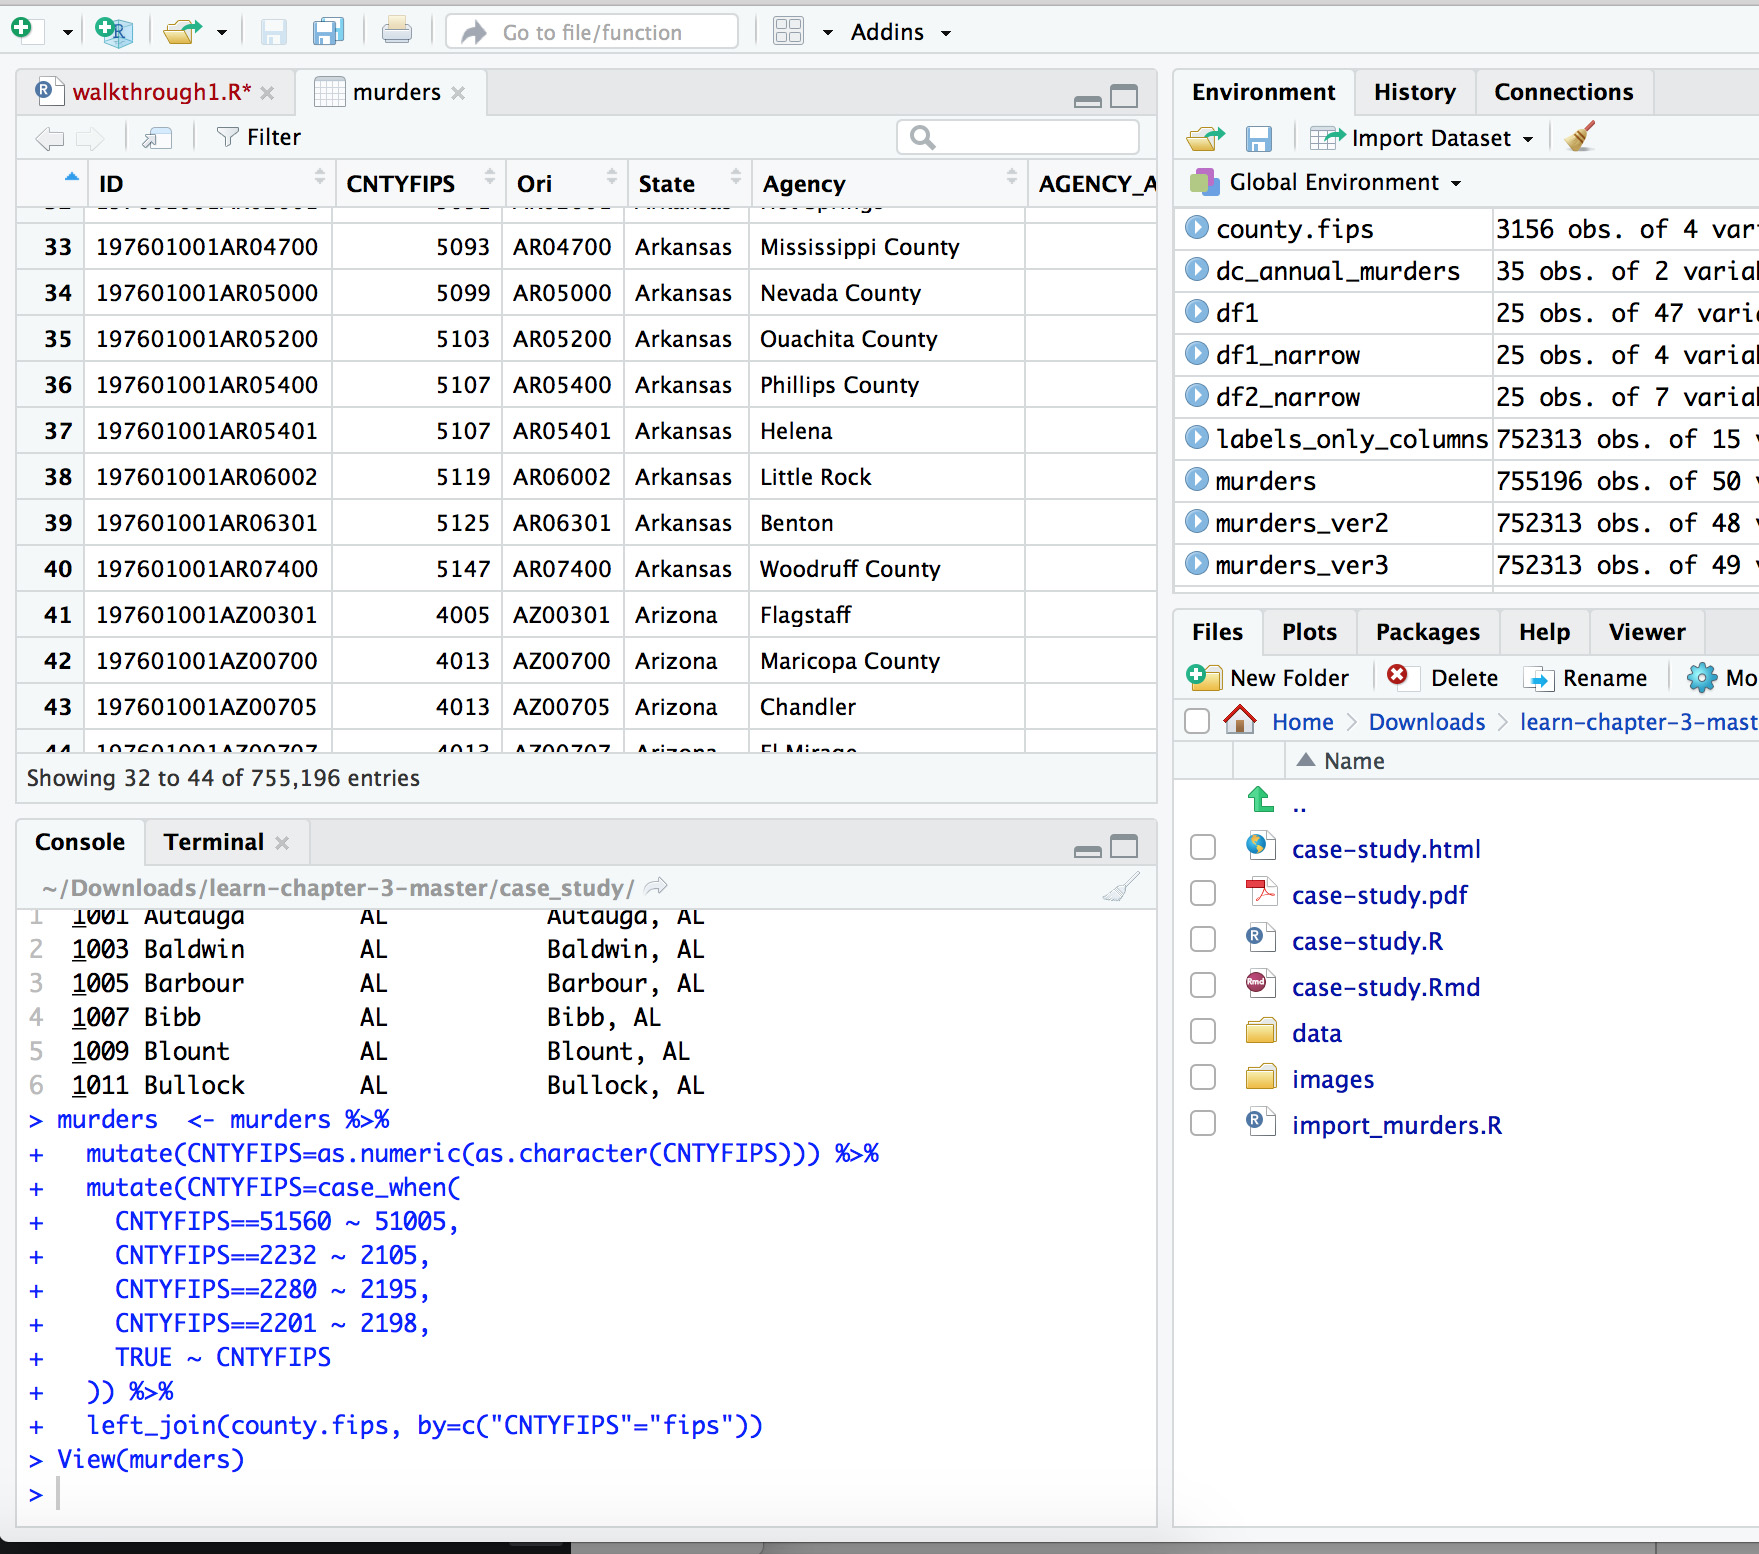 Go to file/function
Addins
walkthrough1.R*
murders
Filter
ID CNTYFIPS Ori State Agency AGENCY_A
33 197601001AR04700 5093 AR04700 Arkansas Mississippi County
34 197601001AR05000 5099 AR05000 Arkansas Nevada County
35 197601001AR05200 5103 AR05200 Arkansas Ouachita County
36 197601001AR05400 5107 AR05400 Arkansas Phillips County
37 197601001AR05401 5107 AR05401 Arkansas Helena
38 197601001AR06002 5119 AR06002 Arkansas Little Rock
39 197601001AR06301 5125 AR06301 Arkansas Benton
40 197601001AR07400 5147 AR07400 Arkansas Woodruff County
41 197601001AZ00301 4005 AZ00301 Arizona Flagstaff
42 197601001AZ00700 4013 AZ00700 Arizona Maricopa County
43 197601001AZ00705 4013 AZ00705 Arizona Chandler
44 197601001AZ00707 4013 AZ00707 Arizona El Mirage
Showing 32 to 44 of 755,196 entries
Console Terminal
~/Downloads/learn-chapter-3-master/case_study/
1 1001 Autauga AL Autauga, AL
2 1003 Baldwin AL Baldwin, AL
3 1005 Barbour AL Barbour, AL
4 1007 Bibb AL Bibb, AL
5 1009 Blount AL Blount, AL
6 1011 Bullock AL Bullock, AL
> murders <- murders %>%
+ mutate(CNTYFIPS=as.numeric(as.character(CNTYFIPS))) %>%
+ mutate(CNTYFIPS=case_when(
+ CNTYFIPS==51560 ~ 51005,
+ CNTYFIPS==2232 ~ 2105,
+ CNTYFIPS==2280 ~ 2195,
+ CNTYFIPS==2201 ~ 2198,
+ TRUE ~ CNTYFIPS
+ )) %>%
+ left_join(county.fips, by=c("CNTYFIPS"="fips"))
> View(murders)
>
Environment History Connections
Import Dataset
Global Environment
county.fips 3156 obs. of 4 vari
dc_annual_murders 35 obs. of 2 variab
df1 25 obs. of 47 varia
df1_narrow 25 obs. of 4 variab
df2_narrow 25 obs. of 7 variab
labels_only_columns 752313 obs. of 15 v
murders 755196 obs. of 50 v
murders_ver2 752313 obs. of 48 v
murders_ver3 752313 obs. of 49 v
Files Plots Packages Help Viewer
New Folder Delete Rename Mo
Home Downloads learn-chapter-3-mast
Name
..
case-study.html
case-study.pdf
case-study.R
case-study.Rmd
data
images
import_murders.R